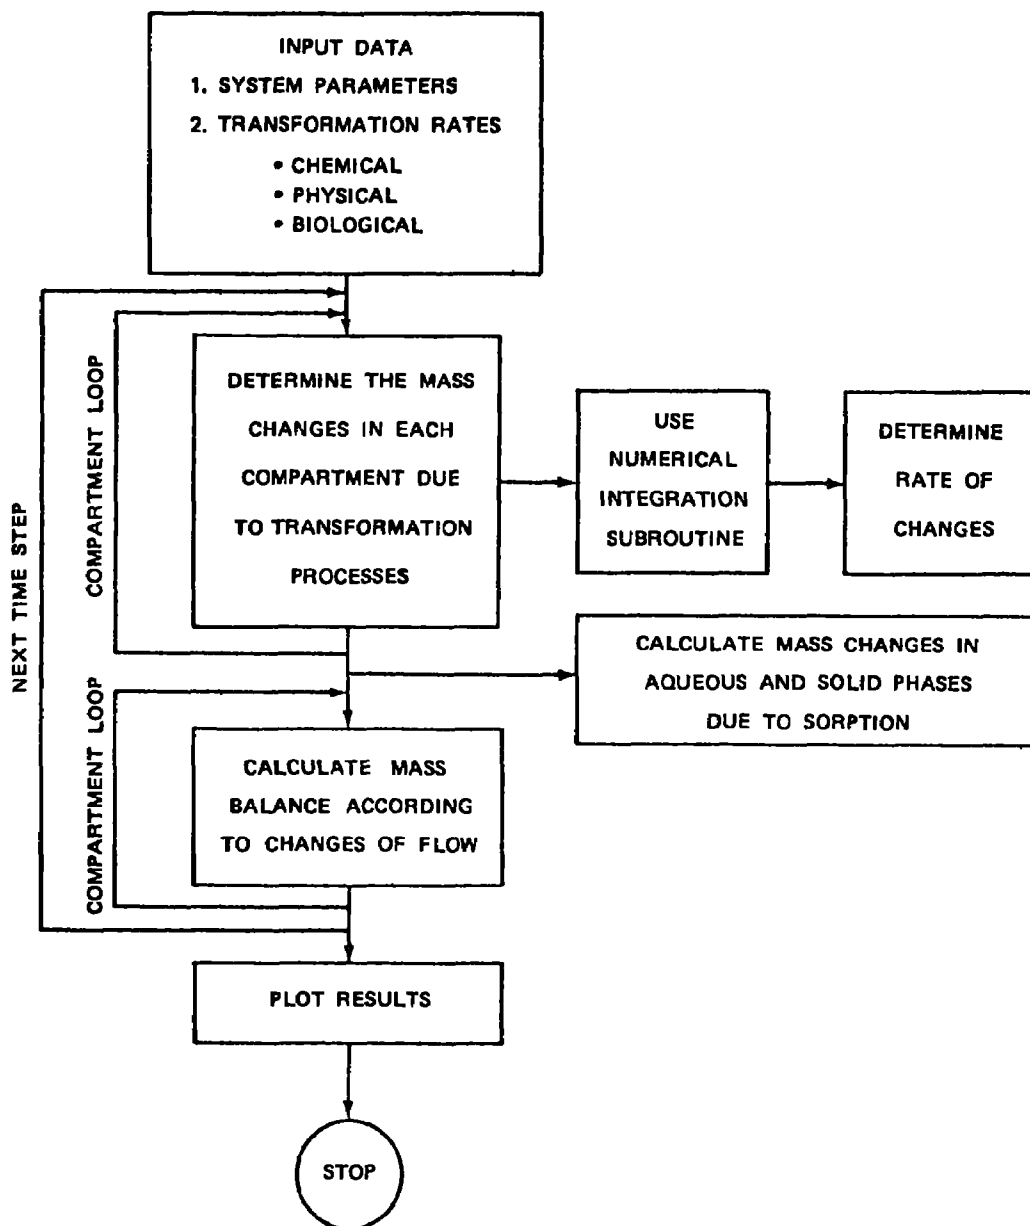 INPUT DATA
1. SYSTEM PARAMETERS
2. TRANSFORMATION RATES
• CHEMICAL
• PHYSICAL
• BIOLOGICAL
NEXT TIME STEP
COMPARTMENT LOOP
DETERMINE THE MASS
CHANGES IN EACH
COMPARTMENT DUE
TO TRANSFORMATION
PROCESSES
USE
NUMERICAL
INTEGRATION
SUBROUTINE
DETERMINE
RATE OF
CHANGES
CALCULATE MASS CHANGES IN
AQUEOUS AND SOLID PHASES
DUE TO SORPTION
COMPARTMENT LOOP
CALCULATE MASS
BALANCE ACCORDING
TO CHANGES OF FLOW
PLOT RESULTS
STOP